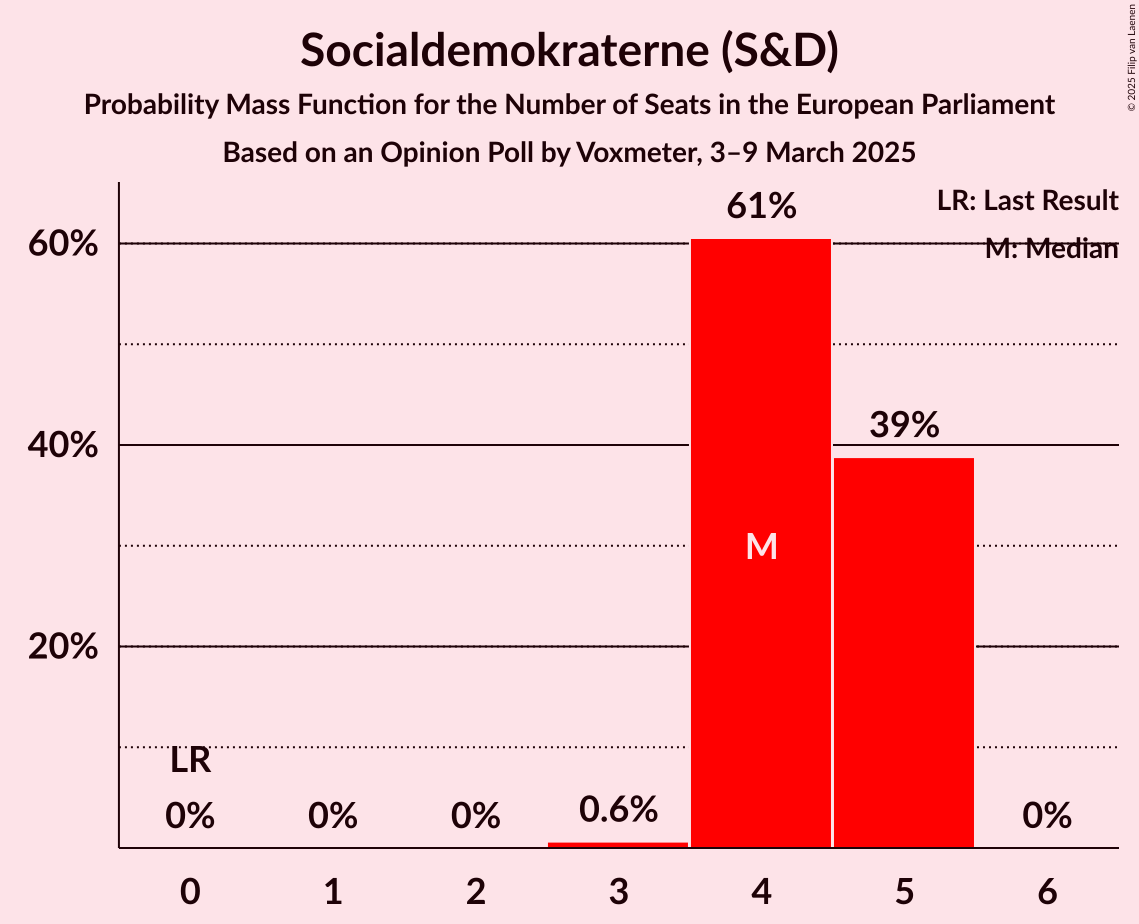 Socialdemokraterne (S&D)
Probability Mass Function for the Number of Seats in the European Parliament
Based on an Opinion Poll by Voxmeter, 3–9 March 2025
© 2025 Filip van Laenen
LR: Last Result
M: Median
61%
60%
39%
40%
M
20%
LR
0% 0% 0% 0.6% 0%
0 1 2 3 4 5 6